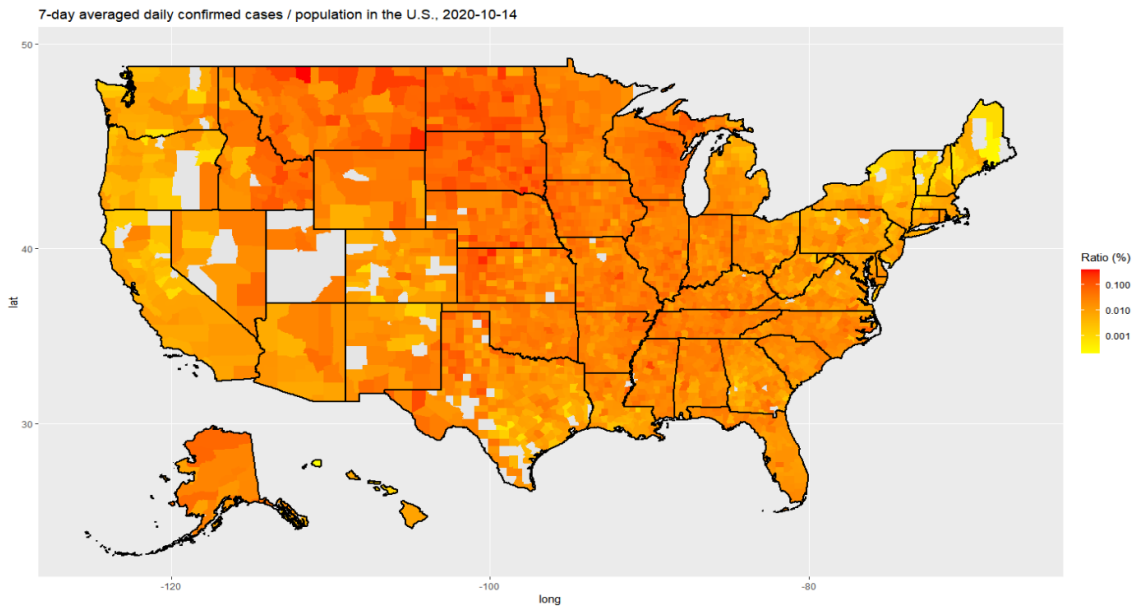 7-day averaged daily confirmed cases / population in the U.S., 2020-10-14
50
40
30
lat
-120
-100
-80
long
Ratio (%)
0.100
0.010
0.001